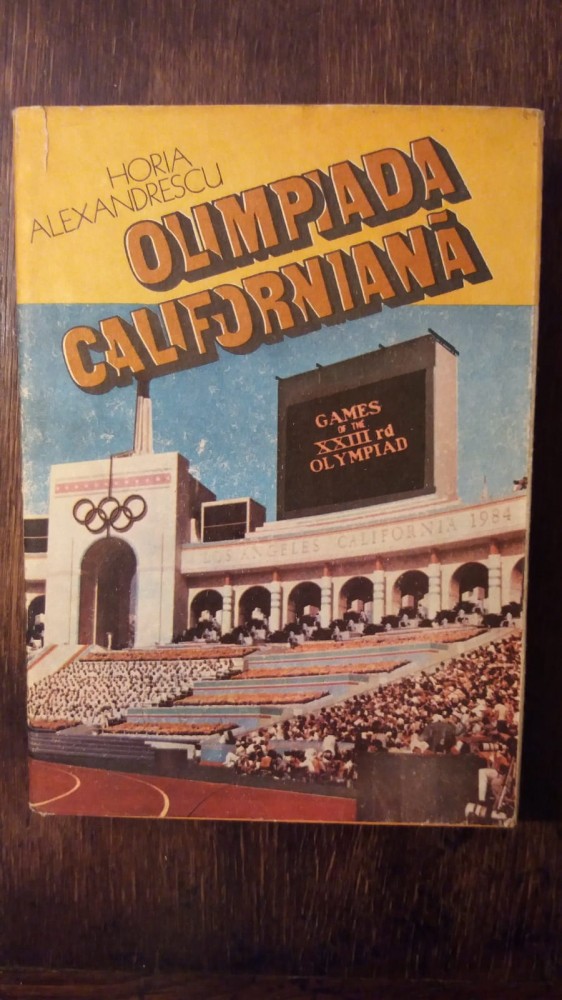 HORIA
ALEXANDRESCU
OLIMPIADA
CALIFORNIANĂ
GAMES
OF THE
XXIII rd
OLYMPIAD
LOS ANGELES CALIFORNIA 1984